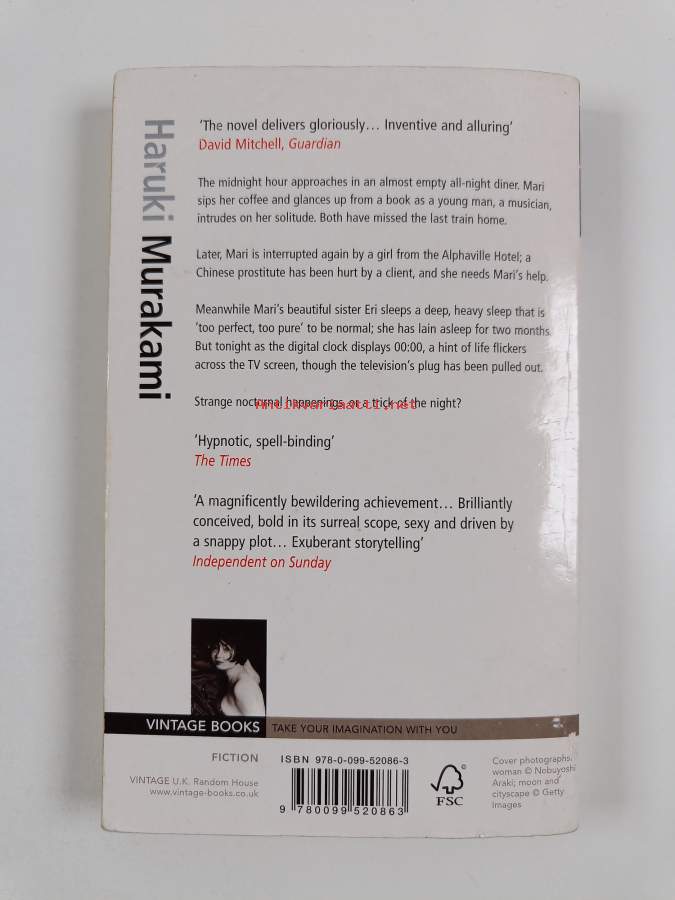 Haruki Murakami
'The novel delivers gloriously… Inventive and alluring'
David Mitchell, Guardian
The midnight hour approaches in an almost empty all-night diner. Mari
sips her coffee and glances up from a book as a young man, a musician,
intrudes on her solitude. Both have missed the last train home.
Later, Mari is interrupted again by a girl from the Alphaville Hotel; a
Chinese prostitute has been hurt by a client, and she needs Mari's help.
Meanwhile Mari's beautiful sister Eri sleeps a deep, heavy sleep that is
'too perfect, too pure' to be normal; she has lain asleep for two months.
But tonight as the digital clock displays 00:00, a hint of life flickers
across the TV screen, though the television's plug has been pulled out.
Strange nocturnal happenings, or a trick of the night?
Antikvariaatti.net
'Hypnotic, spell-binding'
The Times
'A magnificently bewildering achievement… Brilliantly
conceived, bold in its surreal scope, sexy and driven by
a snappy plot… Exuberant storytelling'
Independent on Sunday
VINTAGE BOOKS TAKE YOUR IMAGINATION WITH YOU
FICTION
VINTAGE U.K. Random House
www.vintage-books.co.uk
ISBN 978-0-099-52086-3
9 780099 520863
FSC
©
Cover photographs:
woman © Nobuyoshi
Araki; moon and
cityscape © Getty
Images